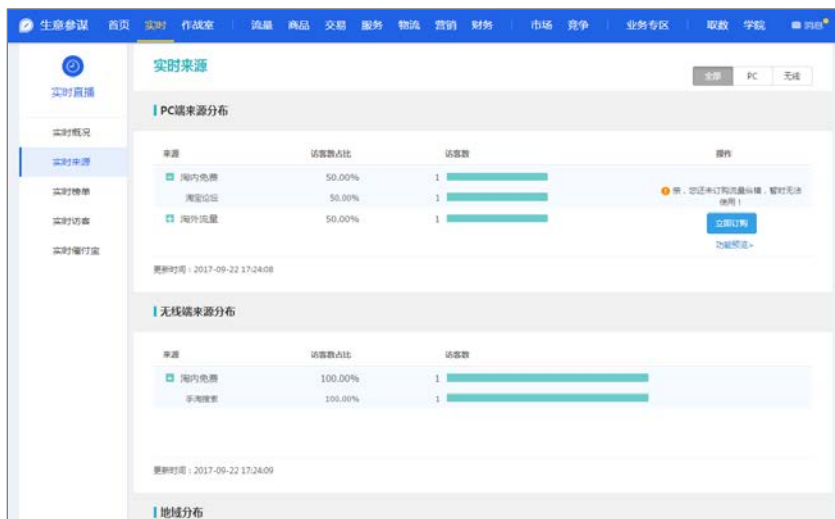 生意参谋 首页 实时 作战室 流量 商品 交易 服务 物流 营销 财务 市场 竞争 业务专区 取数 学院 消息
实时直播
实时概况
实时来源
实时榜单
实时访客
实时催付宝
实时来源
全部 PC 无线
PC端来源分布
来源 访客数占比 访客数 操作
淘内免费 50.00% 1
淘宝论坛 50.00% 1
淘外流量 50.00% 1
亲,您还未订购流量纵横,暂时无法使用!
立即订购
功能预览>
更新时间:2017-09-22 17:24:08
无线端来源分布
来源 访客数占比 访客数
淘内免费 100.00% 1
手淘搜索 100.00% 1
更新时间:2017-09-22 17:24:09
地域分布